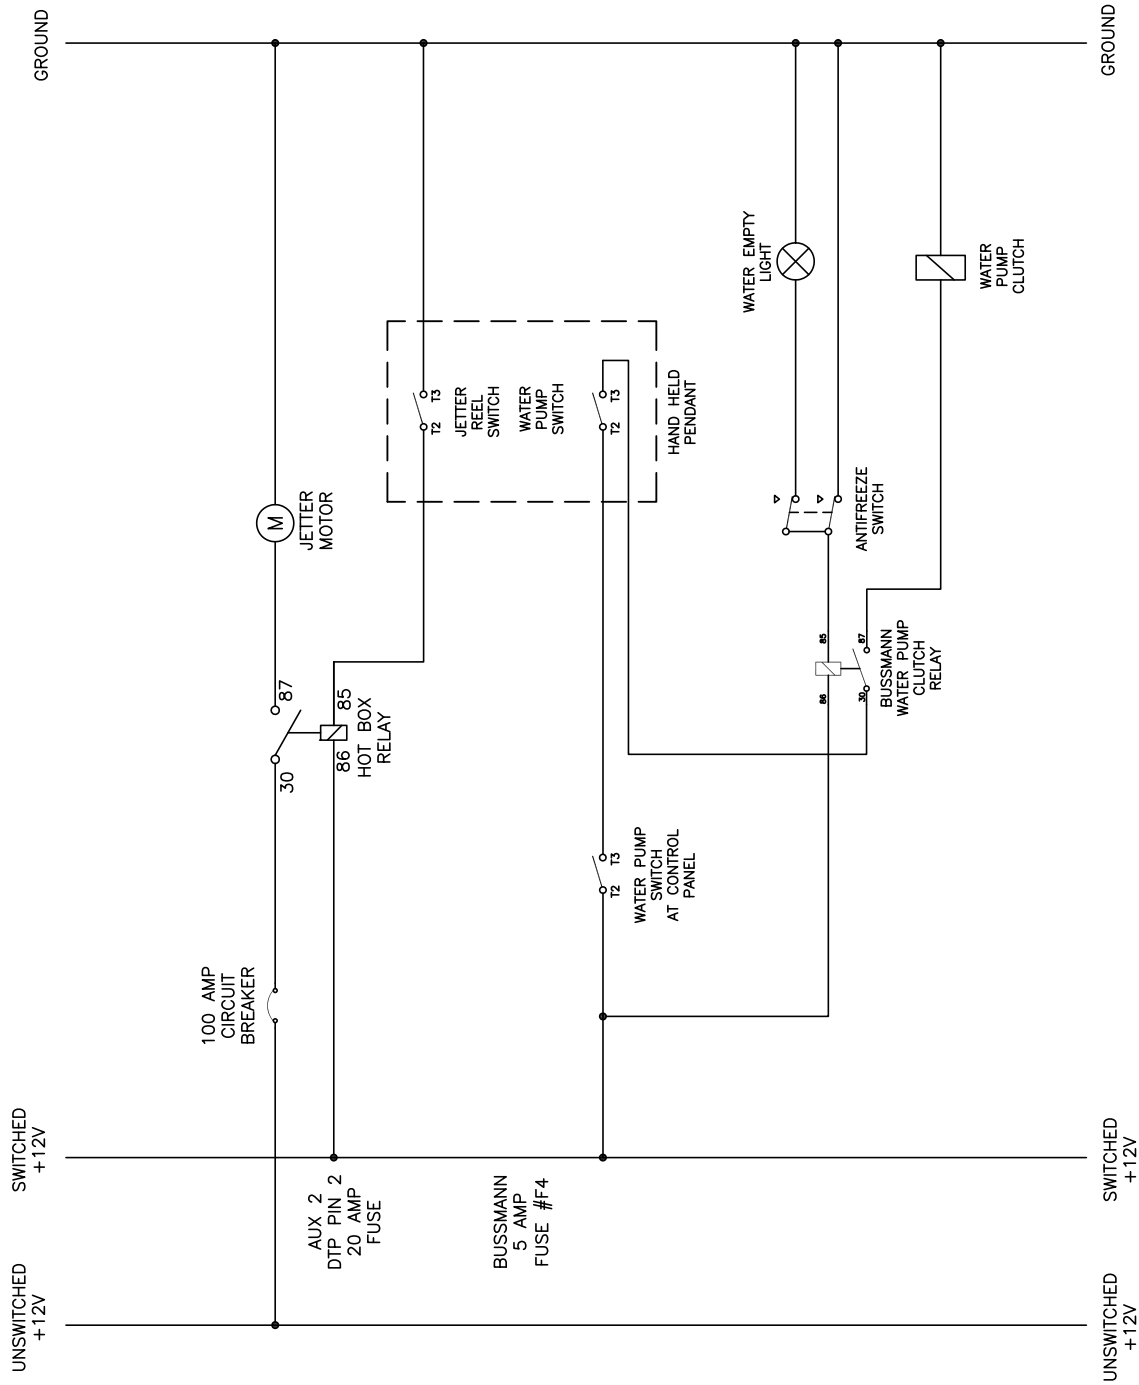 UNSWITCHED
+12V
SWITCHED
+12V
GROUND
100 AMP
CIRCUIT
BREAKER
30
87
JETTER
MOTOR
M
AUX 2
DTP PIN 2
20 AMP
FUSE
86
85
HOT BOX
RELAY
T2
T3
JETTER
REEL
SWITCH
BUSSMANN
5 AMP
FUSE #F4
WATER
PUMP
SWITCH
T2
T3
T2
T3
WATER PUMP
SWITCH
AT CONTROL
PANEL
HAND HELD
PENDANT
WATER EMPTY
LIGHT
86
85
ANTIFREEZE
SWITCH
30
87
BUSSMANN
WATER PUMP
CLUTCH
RELAY
WATER
PUMP
CLUTCH
UNSWITCHED
+12V
SWITCHED
+12V
GROUND